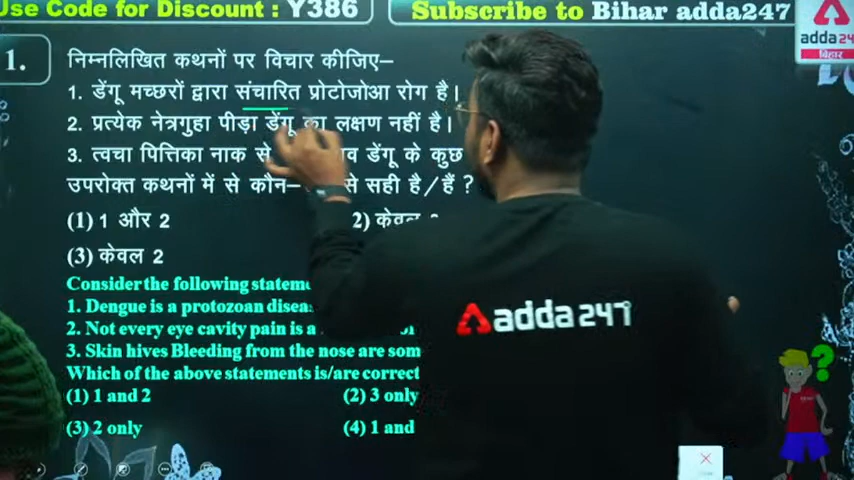 Use Code for Discount : Y386
Subscribe to Bihar adda247
adda24
बिहार
1.
निम्नलिखित कथनों पर विचार कीजिए–
1. डेंगू मच्छरों द्वारा संचारित प्रोटोजोआ रोग है।
2. प्रत्येक नेत्रगुहा पीड़ा डेंगू का लक्षण नहीं है।
3. त्वचा पित्तिका नाक से डेंगू के कुछ
उपरोक्त कथनों में से कौन– से सही है/हैं ?
(1) 1 और 2
2) केवल
(3) केवल 2
Consider the following
1. Dengue is a protozoan
2. Not every eye cavity pain is a
3. Skin hives Bleeding from the nose are
Which of the above statements is/are correct
(1) 1 and 2
(2) 3 only
(3) 2 only
(4) 1 and
adda247